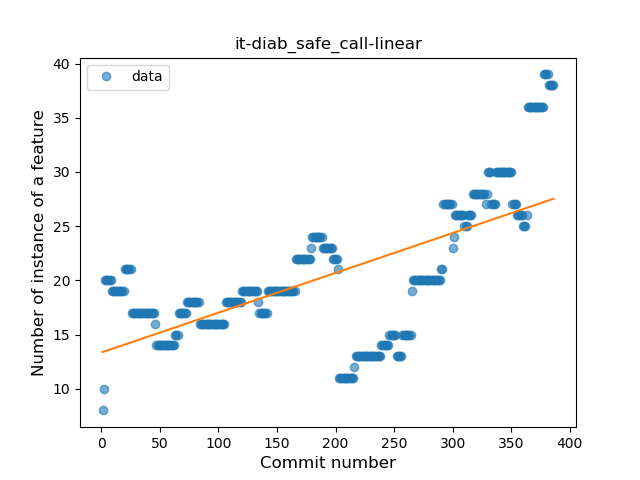 it-diab_safe_call-linear
data
Number of instance of a feature
40
35
30
25
20
15
10
0 50 100 150 200 250 300 350 400
Commit number